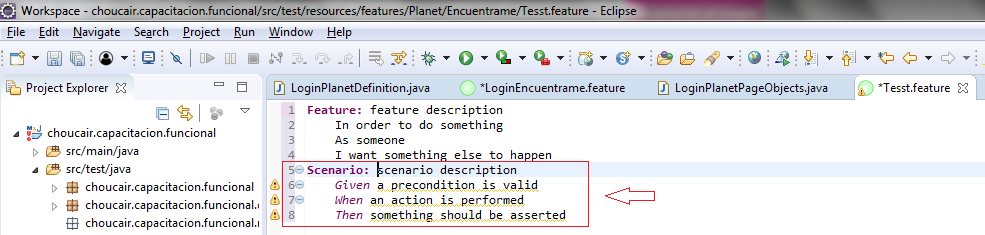 Workspace - choucair.capacitacion.funcional/src/test/resources/features/Planet/Encuentrame/Tesst.feature - Eclipse
File Edit Navigate Search Project Run Window Help
Project Explorer
LoginPlanetDefinition.java *LoginEncuentrame.feature LoginPlanetPageObjects.java *Tesst.feature
choucair.capacitacion.funcional
src/main/java
src/test/java
choucair.capacitacion.funcional
choucair.capacitacion.funcional.
choucair.capacitacion.funcional.
1 Feature: feature description
2 In order to do something
3 As someone
4 I want something else to happen
5 Scenario: scenario description
6 Given a precondition is valid
7 When an action is performed
8 Then something should be asserted